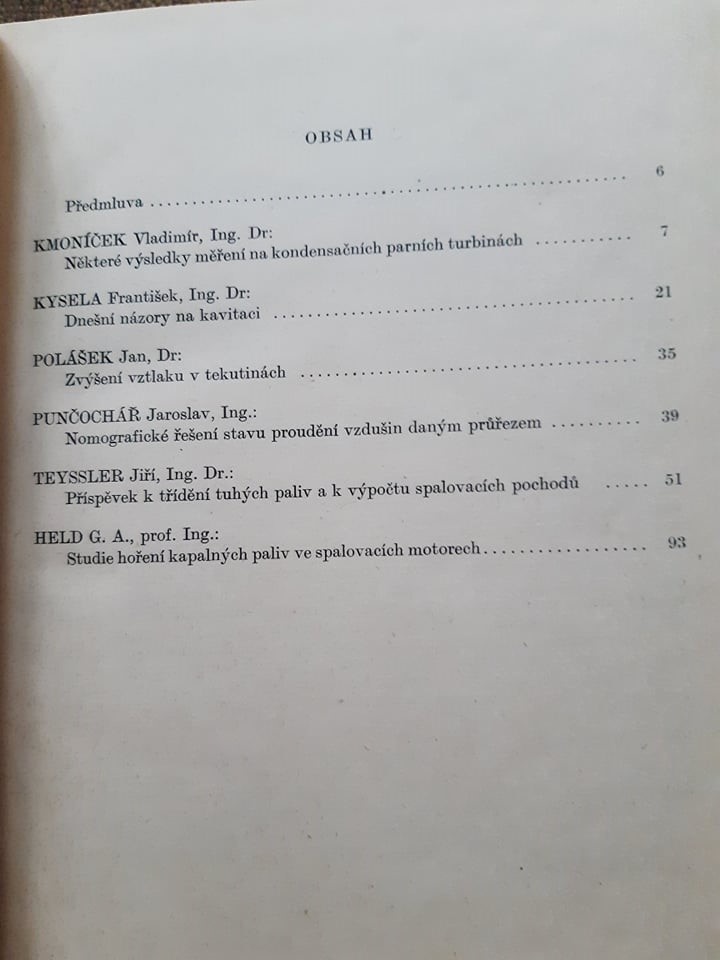 OBSAH
Předmluva ........................................ 6
KMONÍČEK Vladimír, Ing. Dr:
Některé výsledky měření na kondensačních parních turbinách ........... 7
KYSELA František, Ing. Dr:
Dnešní názory na kavitaci ........................................ 21
POLÁŠEK Jan, Dr:
Zvýšení vztlaku v tekutinách ..................................... 35
PUNČOCHÁŘ Jaroslav, Ing.:
Nomografické řešení stavu proudění vzdušin daným průřezem .......... 39
TEYSSLER Jiří, Ing. Dr.:
Příspěvek k třídění tuhých paliv a k výpočtu spalovacích pochodů ..... 51
HELD G. A., prof. Ing.:
Studie hoření kapalných paliv ve spalovacích motorech.................. 93